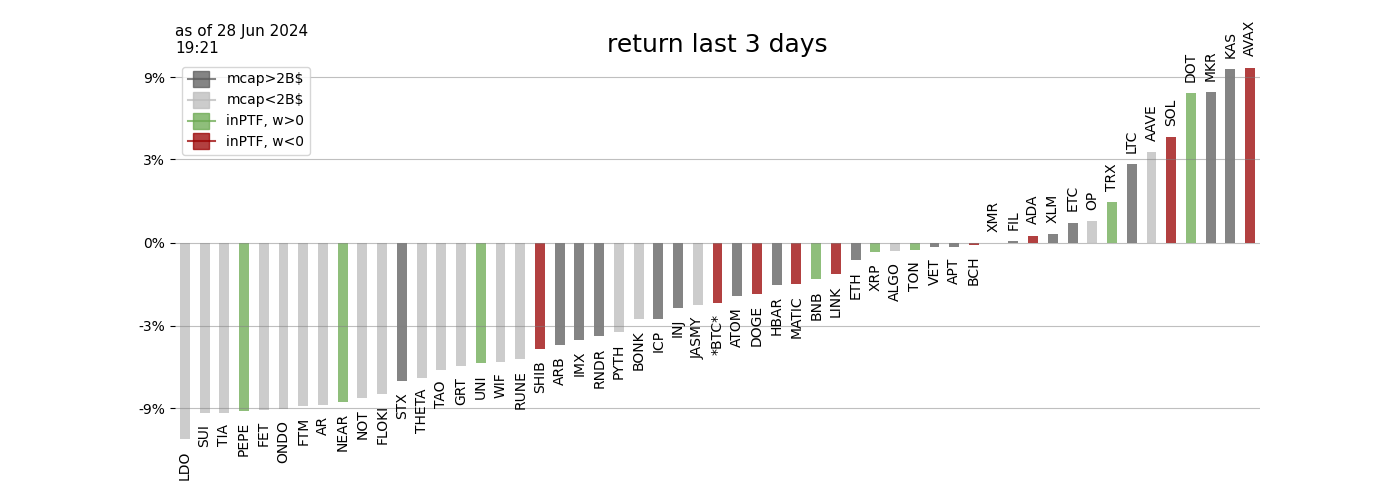 as of 28 Jun 2024
19:21
return last 3 days
mcap>2B$
mcap<2B$
inPTF, w>0
inPTF, w<0
9%
3%
0%
-3%
-9%
LDO
SUI
TIA
PEPE
FET
ONDO
FTM
AR
NEAR
NOT
FLOKI
STX
THETA
TAO
GRT
UNI
WIF
RUNE
SHIB
ARB
IMX
RNDR
PYTH
BONK
ICP
INJ
JASMY
*BTC*
ATOM
DOGE
HBAR
MATIC
BNB
LINK
ETH
XRP
ALGO
TON
VET
APT
BCH
XMR
FIL
ADA
XLM
ETC
OP
TRX
LTC
AAVE
SOL
DOT
MKR
KAS
AVAX